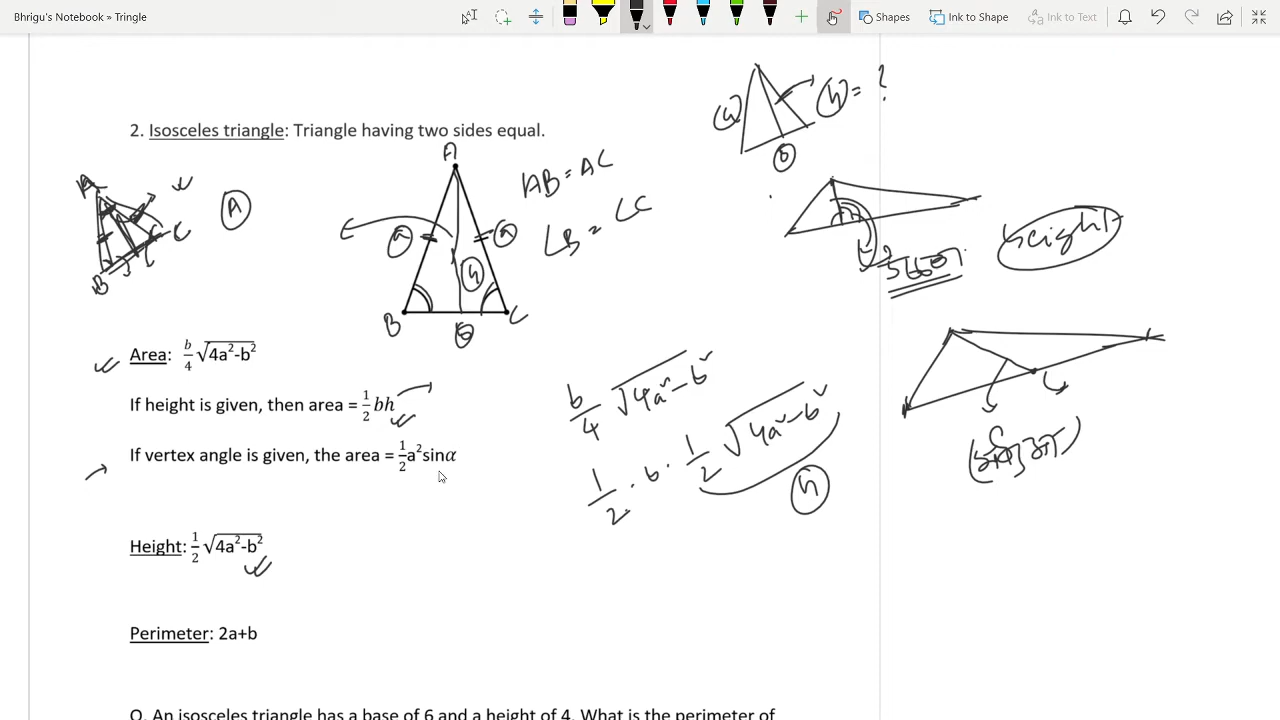 Bhrigu's Notebook » Tringle
Shapes
Ink to Shape
Ink to Text
2. Isosceles triangle: Triangle having two sides equal.
a
h = ?
b
A
A
B
C
A
AB = AC
∠B = ∠C
a
a
h
B
b
C
height
Area: b/4 √4a²-b²
If height is given, then area = 1/2 bh
If vertex angle is given, the area = 1/2 a²sinα
b/4 √4a²-b²
1/2 . b . 1/2 √4a²-b²
h
Height: 1/2 √4a²-b²
Perimeter: 2a+b
Q. An isosceles triangle has a base of 6 and a height of 4. What is the perimeter of